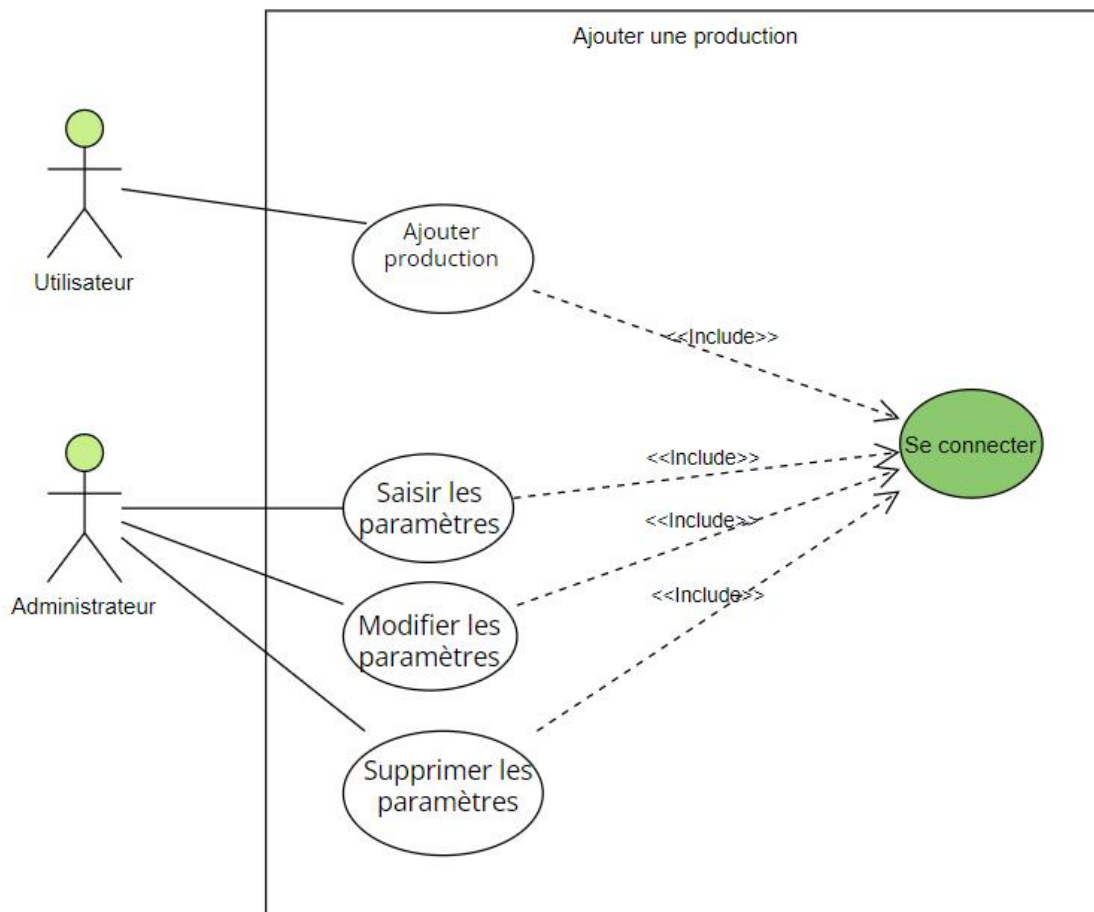 Ajouter une production
Utilisateur
Ajouter
production
<<Include>>
Se connecter
Administrateur
Saisir les
paramètres
<<Include>>
Modifier les
paramètres
<<Include>>
Supprimer les
paramètres
<<Include>>